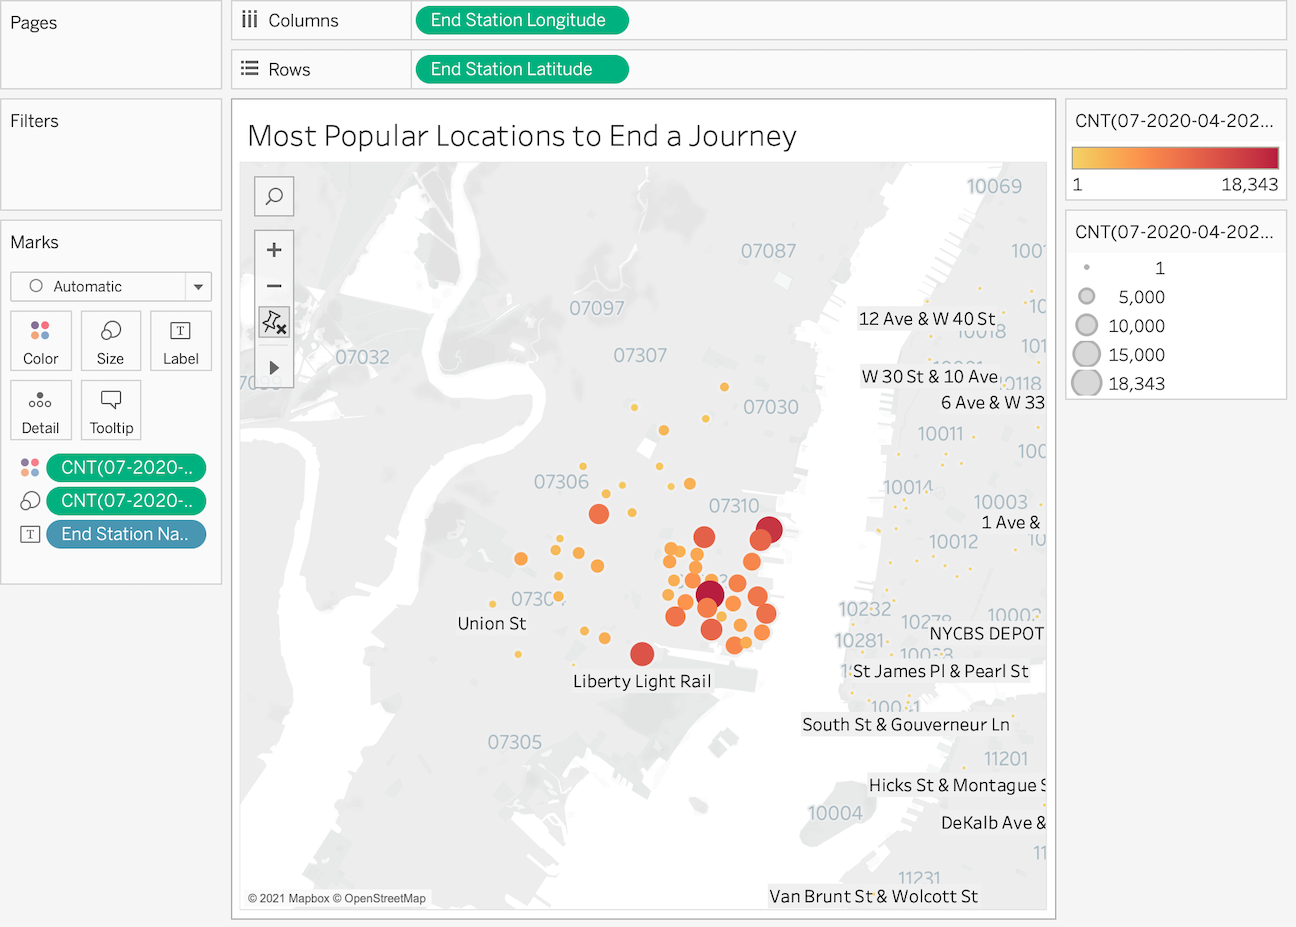 Pages
Columns
End Station Longitude
Rows
End Station Latitude
Filters
Marks
Automatic
Color
Size
Label
Detail
Tooltip
CNT(07-2020-..
CNT(07-2020-..
End Station Na..
Most Popular Locations to End a Journey
10069
07087
07097
12 Ave & W 40 St
10018
07307
07032
W 30 St & 10 Ave
6 Ave & W 33
07030
10011
07306
10014
07310
10003
1 Ave &
10012
Union St
10232
10281
NYCBS DEPOT
St James Pl & Pearl St
Liberty Light Rail
South St & Gouverneur Ln
07305
11201
Hicks St & Montague S
10004
DeKalb Ave &
11231
Van Brunt St & Wolcott St
© 2021 Mapbox © OpenStreetMap
CNT(07-2020-04-202...
1
18,343
CNT(07-2020-04-202...
1
5,000
10,000
15,000
18,343